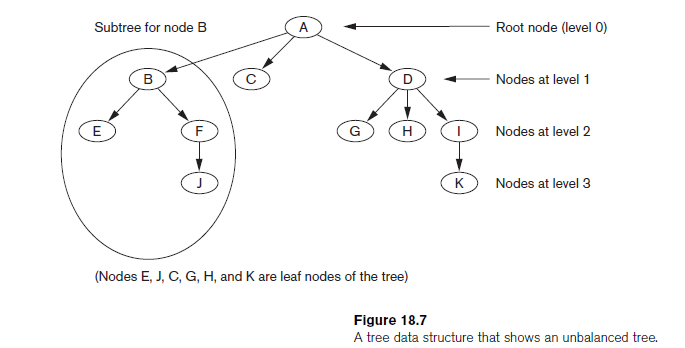 Subtree for node B
A
Root node (level 0)
B
C
D
Nodes at level 1
E
F
G
H
I
Nodes at level 2
J
K
Nodes at level 3
(Nodes E, J, C, G, H, and K are leaf nodes of the tree)
Figure 18.7
A tree data structure that shows an unbalanced tree.